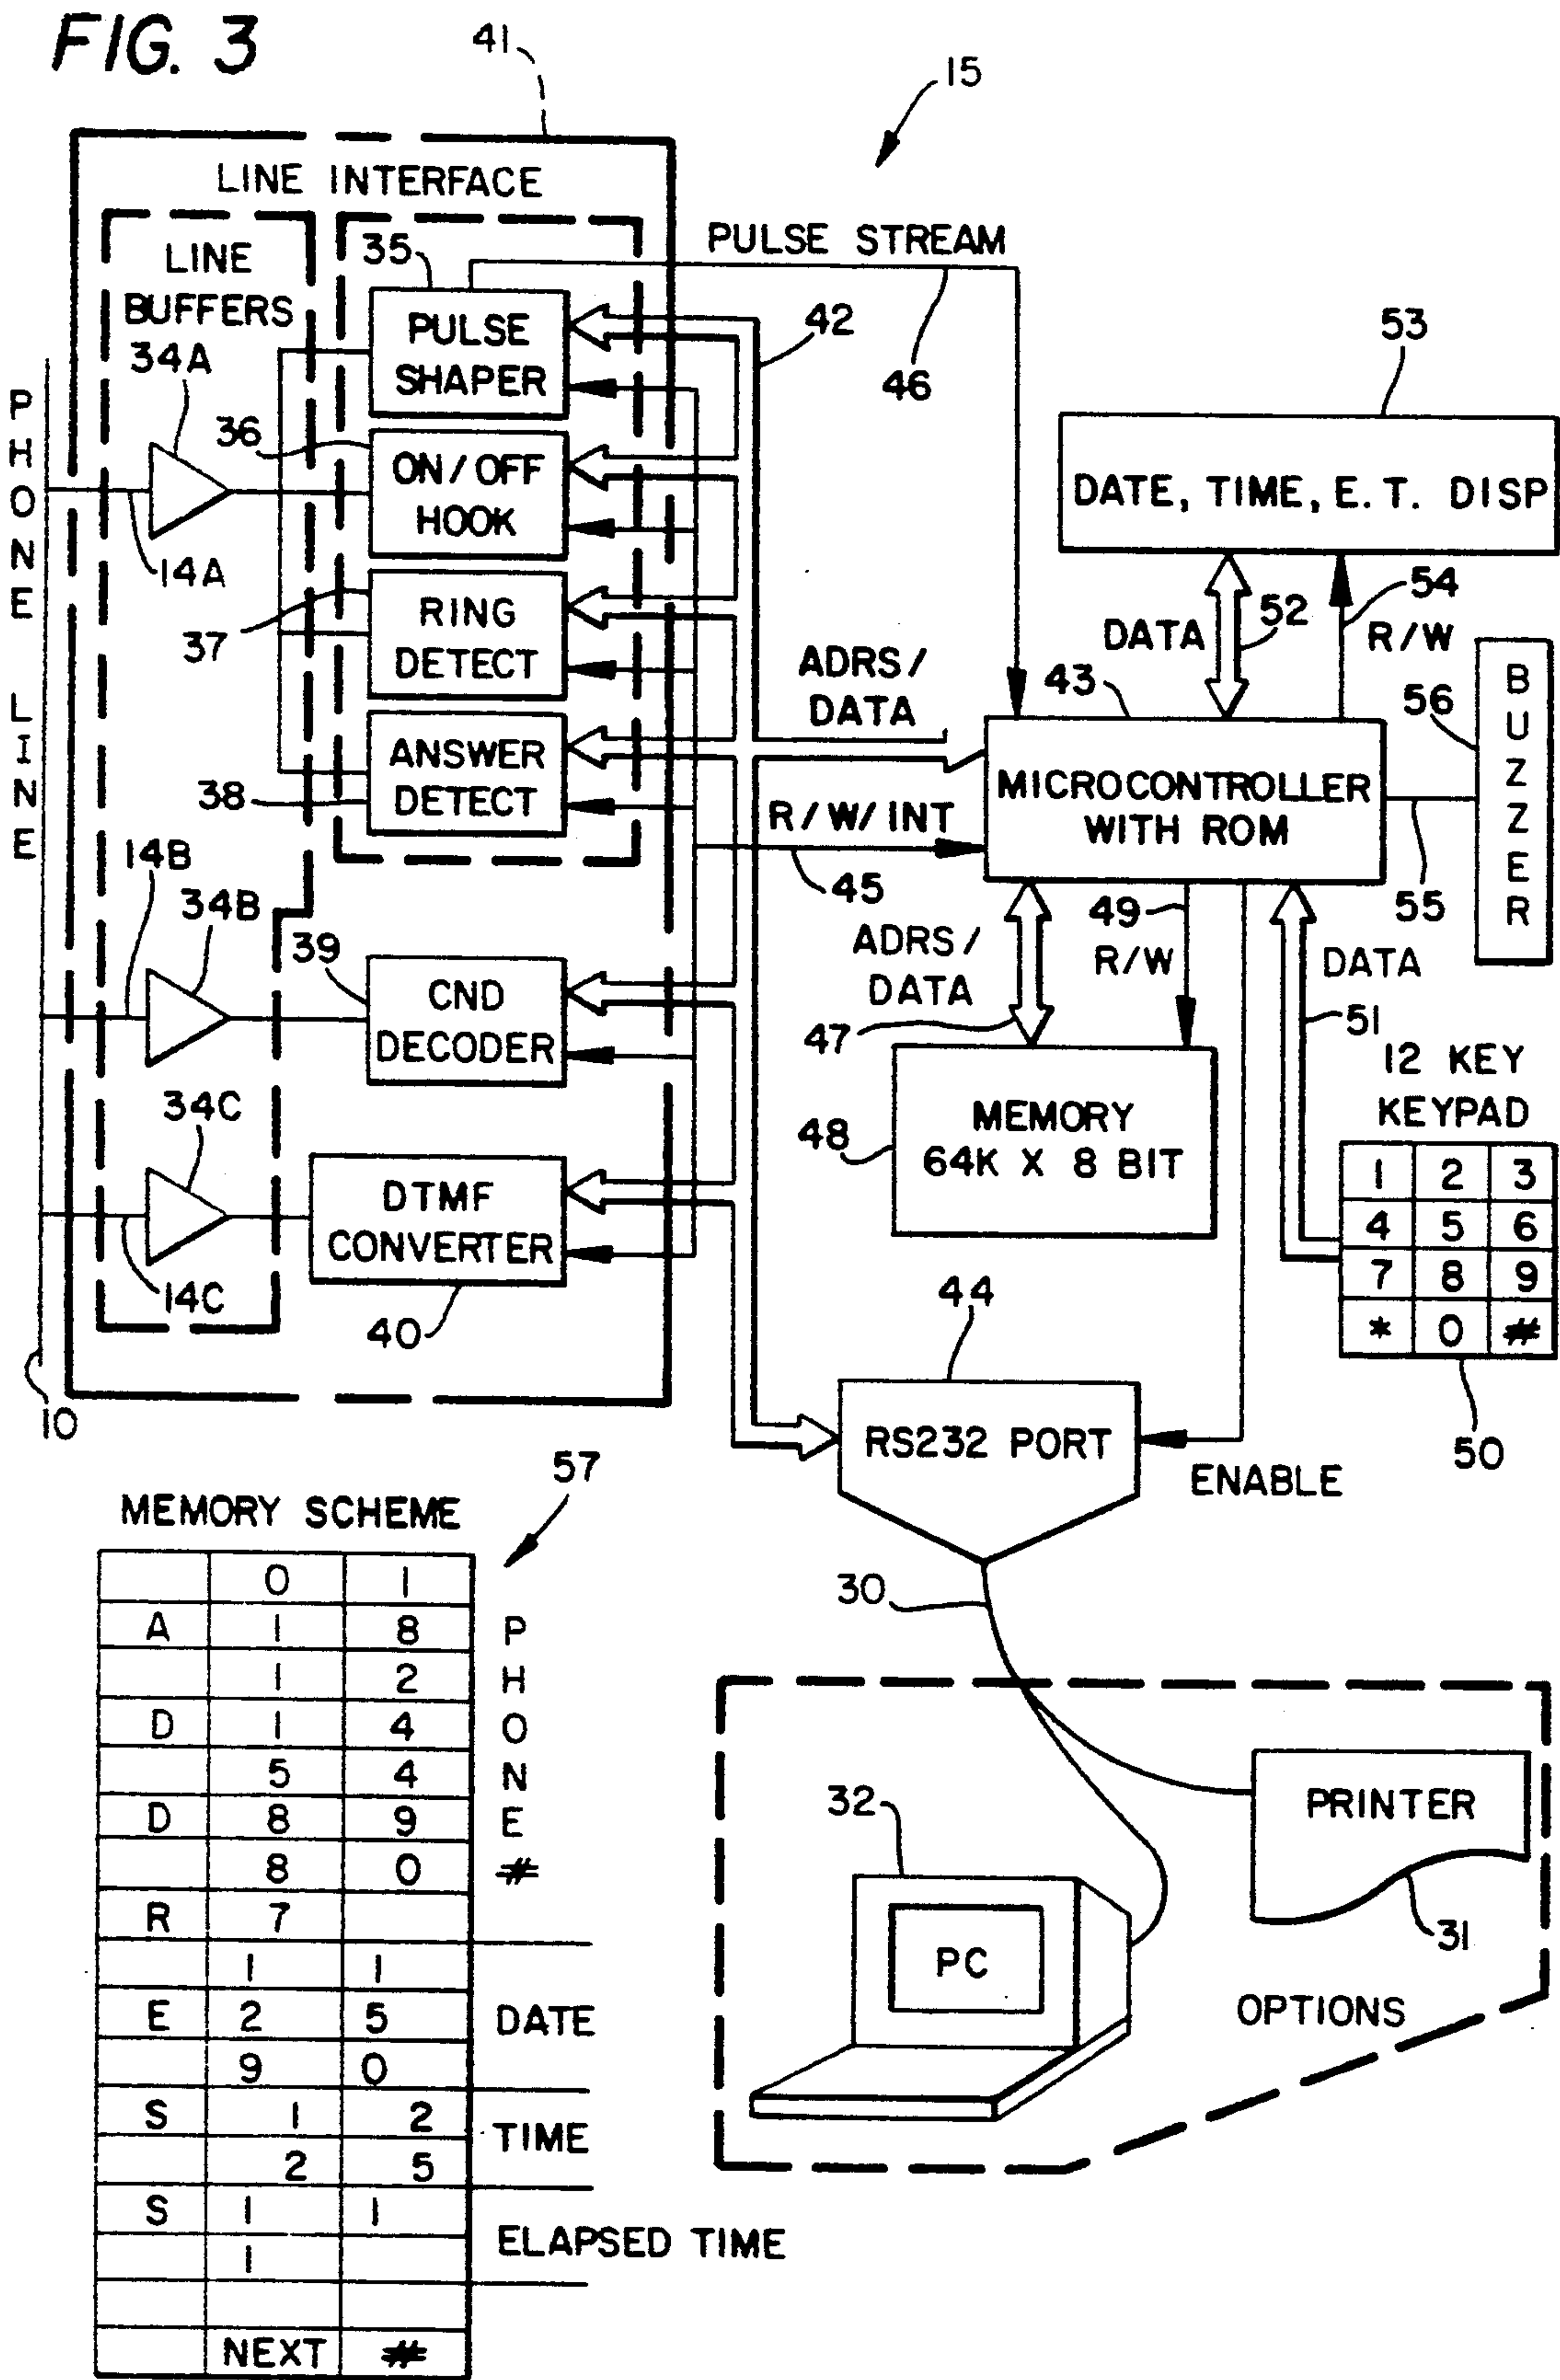 FIG. 3
41
15
LINE INTERFACE
LINE
BUFFERS
34A
14A
PHONE LINE
10
35
PULSE
SHAPER
36
ON/OFF
HOOK
37
RING
DETECT
38
ANSWER
DETECT
14B
34B
39
CND
DECODER
34C
14C
DTMF
CONVERTER
40
PULSE STREAM
46
42
53
DATE, TIME, E. T. DISP
DATA
52
54
R/W
ADRS/
DATA
43
MICROCONTROLLER
WITH ROM
56
BUZZER
55
R/W/INT
45
ADRS/
DATA
47
49
R/W
DATA
51
48
MEMORY
64K X 8 BIT
12 KEY
KEYPAD
1 2 3
4 5 6
7 8 9
* 0 #
50
44
RS232 PORT
ENABLE
30
32
PC
PRINTER
31
OPTIONS
57
MEMORY SCHEME
0 1
A 1 8
1 2
D 1 4
5 4
D 8 9
8 0
R 7
PHONE #
1 1
E 2 5
9 0
DATE
S 1 2
2 5
TIME
S 1 1
1
ELAPSED TIME
NEXT #